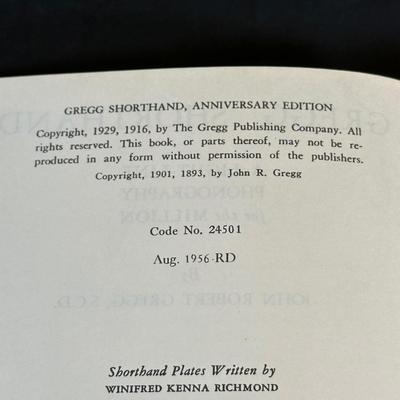 GREGG SHORTHAND, ANNIVERSARY EDITION
Copyright, 1929, 1916, by The Gregg Publishing Company. All
rights reserved. This book, or parts thereof, may not be re-
produced in any form without permission of the publishers.
Copyright, 1901, 1893, by John R. Gregg
Code No. 24501
Aug. 1956-RD
Shorthand Plates Written by
WINIFRED KENNA RICHMOND